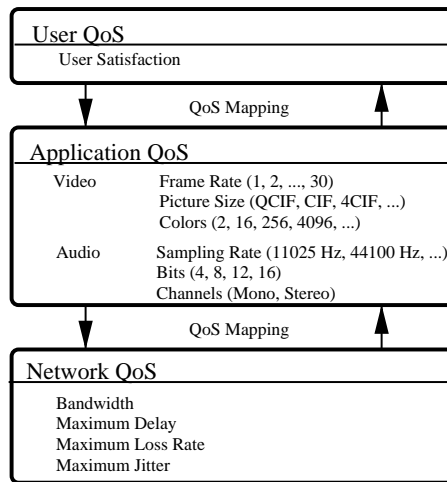 User QoS
User Satisfaction
QoS Mapping
Application QoS
Video Frame Rate (1, 2, ..., 30)
Picture Size (QCIF, CIF, 4CIF, ...)
Colors (2, 16, 256, 4096, ...)
Audio Sampling Rate (11025 Hz, 44100 Hz, ...)
Bits (4, 8, 12, 16)
Channels (Mono, Stereo)
QoS Mapping
Network QoS
Bandwidth
Maximum Delay
Maximum Loss Rate
Maximum Jitter